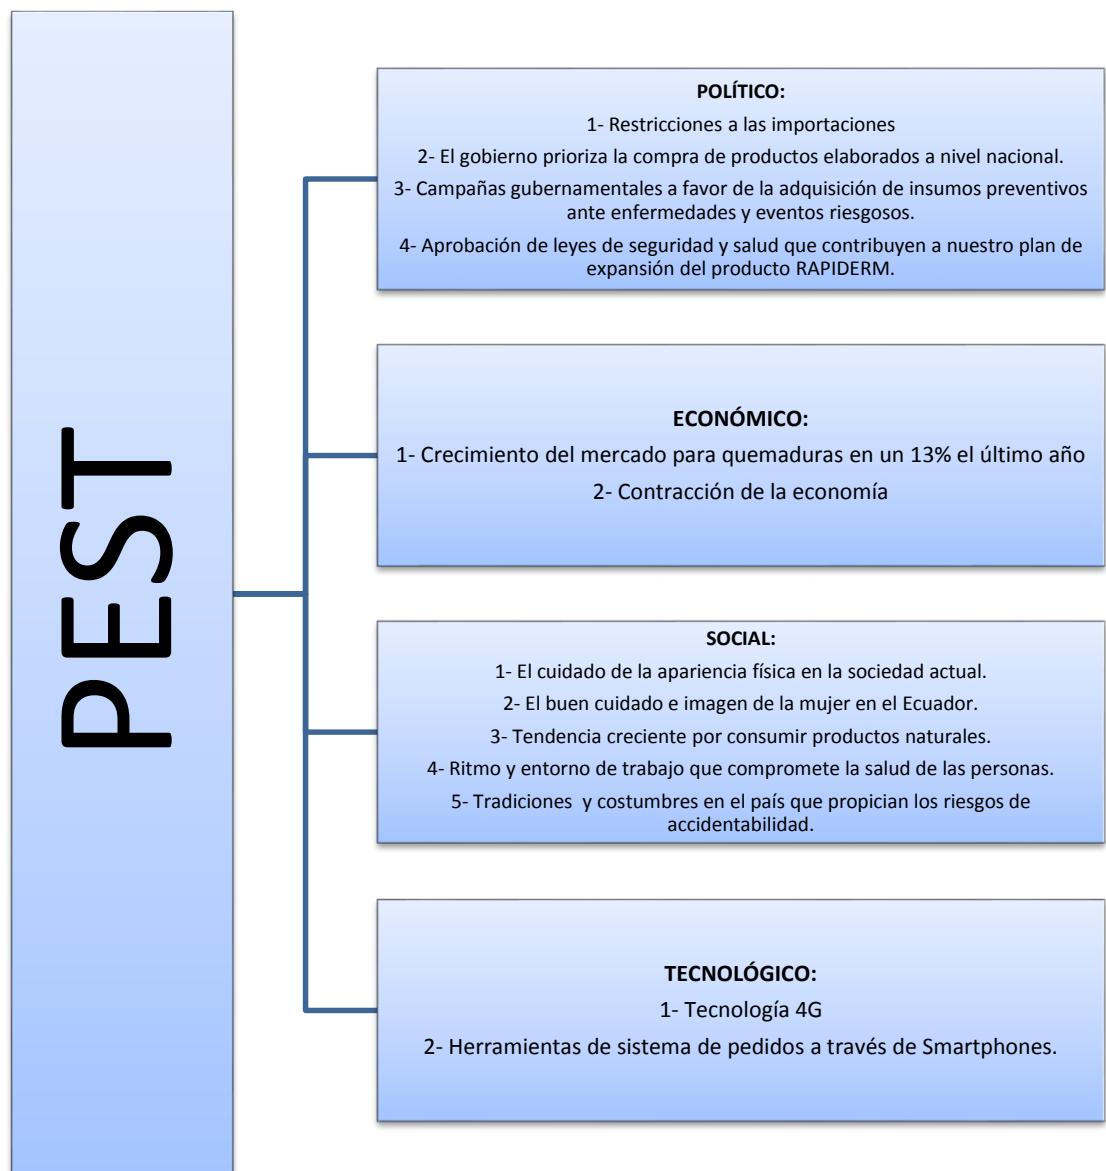 PEST
POLÍTICO:
1- Restricciones a las importaciones
2- El gobierno prioriza la compra de productos elaborados a nivel nacional.
3- Campañas gubernamentales a favor de la adquisición de insumos preventivos
ante enfermedades y eventos riesgosos.
4- Aprobación de leyes de seguridad y salud que contribuyen a nuestro plan de
expansión del producto RAPIDERM.
ECONÓMICO:
1- Crecimiento del mercado para quemaduras en un 13% el último año
2- Contracción de la economía
SOCIAL:
1- El cuidado de la apariencia física en la sociedad actual.
2- El buen cuidado e imagen de la mujer en el Ecuador.
3- Tendencia creciente por consumir productos naturales.
4- Ritmo y entorno de trabajo que compromete la salud de las personas.
5- Tradiciones y costumbres en el país que propician los riesgos de
accidentabilidad.
TECNOLÓGICO:
1- Tecnología 4G
2- Herramientas de sistema de pedidos a través de Smartphones.